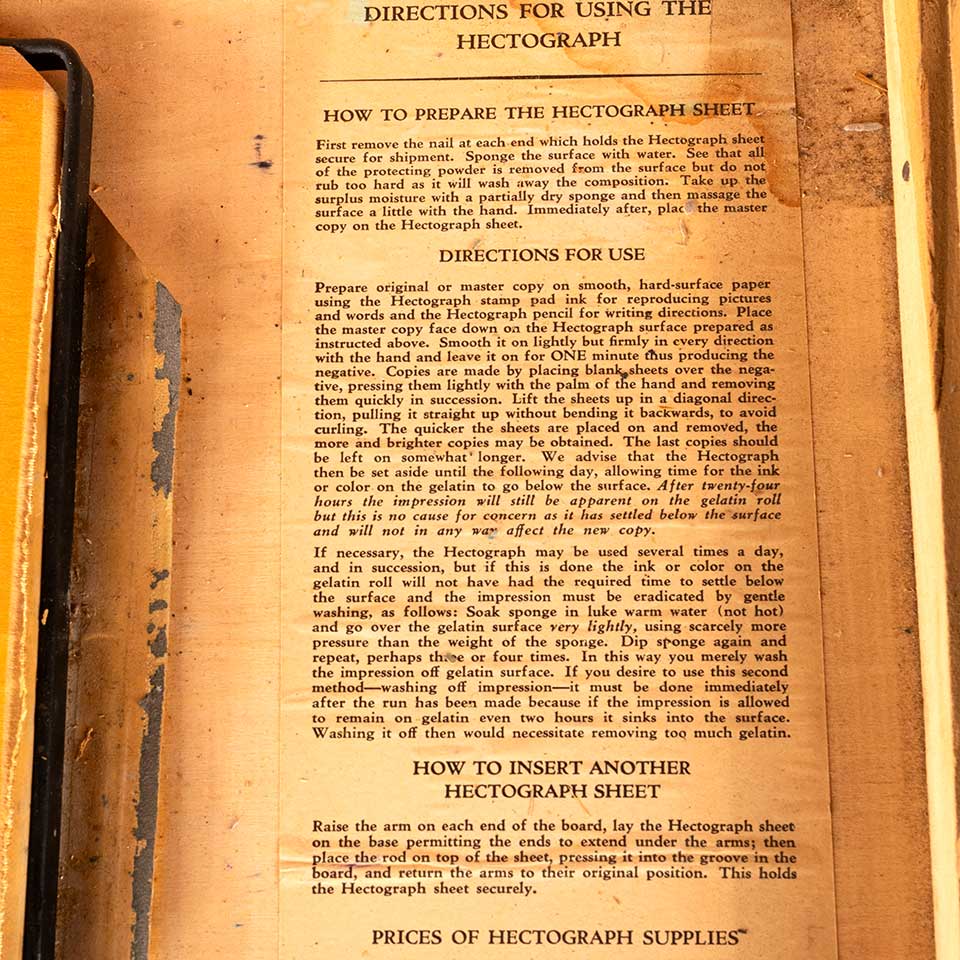 DIRECTIONS FOR USING THE
HECTOGRAPH
HOW TO PREPARE THE HECTOGRAPH SHEET
First remove the nail at each end which holds the Hectograph sheet
secure for shipment. Sponge the surface with water. See that all
of the protecting powder is removed from the surface but do not
rub too hard as it will wash away the composition. Take up the
surplus moisture with a partially dry sponge and then massage the
surface a little with the hand. Immediately after, place the master
copy on the Hectograph sheet.
DIRECTIONS FOR USE
Prepare original or master copy on smooth, hard-surface paper
using the Hectograph stamp pad ink for reproducing pictures
and words and the Hectograph pencil for writing directions. Place
the master copy face down on the Hectograph surface prepared as
instructed above. Smooth it on lightly but firmly in every direction
with the hand and leave it on for ONE minute thus producing the
negative. Copies are made by placing blank sheets over the nega-
tive, pressing them lightly with the palm of the hand and removing
them quickly in succession. Lift the sheets up in a diagonal direc-
tion, pulling it straight up without bending it backwards, to avoid
curling. The quicker the sheets are placed on and removed, the
more and brighter copies may be obtained. The last copies should
be left on somewhat longer. We advise that the Hectograph
then be set aside until the following day, allowing time for the ink
or color on the gelatin to go below the surface. After twenty-four
hours the impression will still be apparent on the gelatin roll
but this is no cause for concern as it has settled below the surface
and will not in any way affect the new copy.
If necessary, the Hectograph may be used several times a day,
and in succession, but if this is done the ink or color on the
gelatin roll will not have had the required time to settle below
the surface and the impression must be eradicated by gentle
washing, as follows: Soak sponge in luke warm water (not hot)
and go over the gelatin surface very lightly, using scarcely more
pressure than the weight of the sponge. Dip sponge again and
repeat, perhaps three or four times. In this way you merely wash
the impression off gelatin surface. If you desire to use this second
method—washing off impression—it must be done immediately
after the run has been made because if the impression is allowed
to remain on gelatin even two hours it sinks into the surface.
Washing it off then would necessitate removing too much gelatin.
HOW TO INSERT ANOTHER
HECTOGRAPH SHEET
Raise the arm on each end of the board, lay the Hectograph sheet
on the base permitting the ends to extend under the arms; then
place the rod on top of the sheet, pressing it into the groove in the
board, and return the arms to their original position. This holds
the Hectograph sheet securely.
PRICES OF HECTOGRAPH SUPPLIES